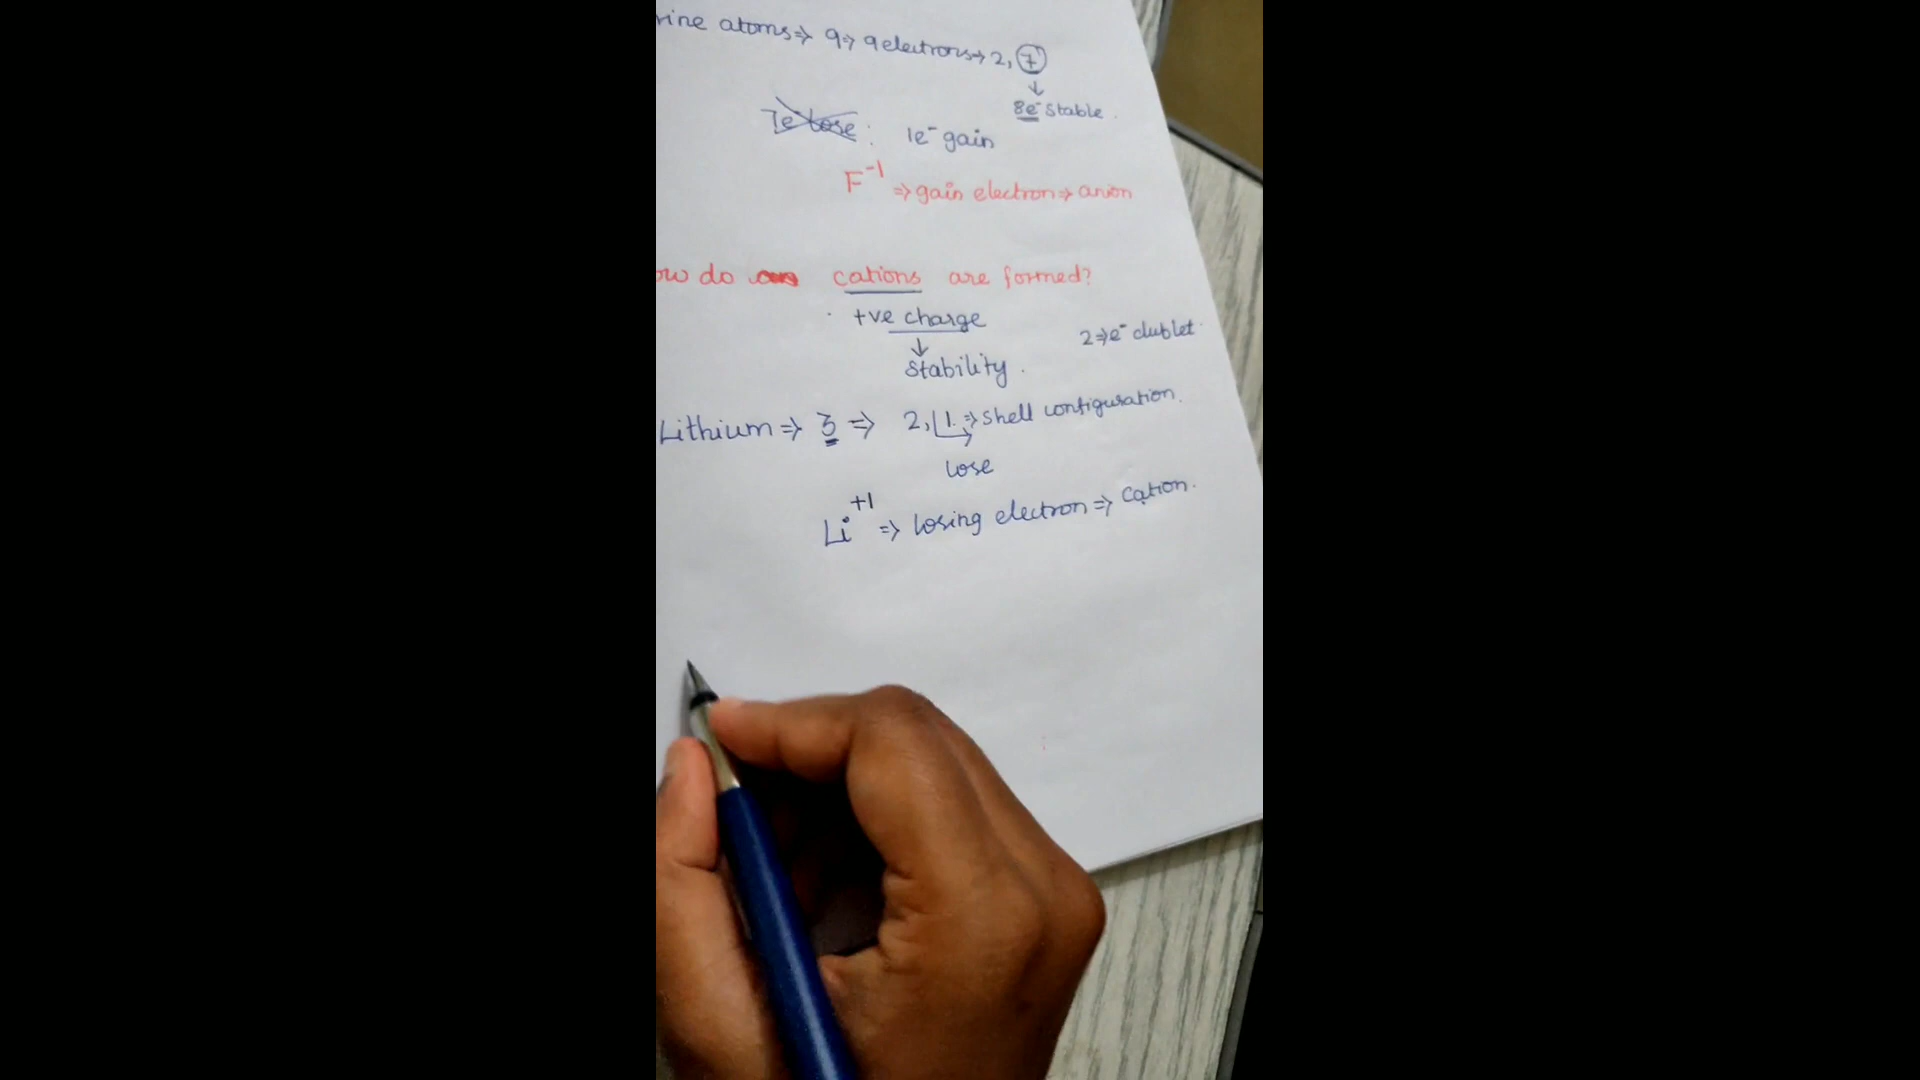 rine atoms ⇒ 9 ⇒ 9 electrons → 2, 7
↓
8e⁻ stable.
7e⁻ lose : 1e⁻ gain
F⁻¹ ⇒ gain electron → anion
ow do cations are formed?
+ve charge
↓
2 ⇒ e⁻ dublet.
stability.
Lithium ⇒ 3 ⇒ 2, 1. ⇒ shell configuration.
lose
Li⁺¹ ⇒ losing electron ⇒ cation.